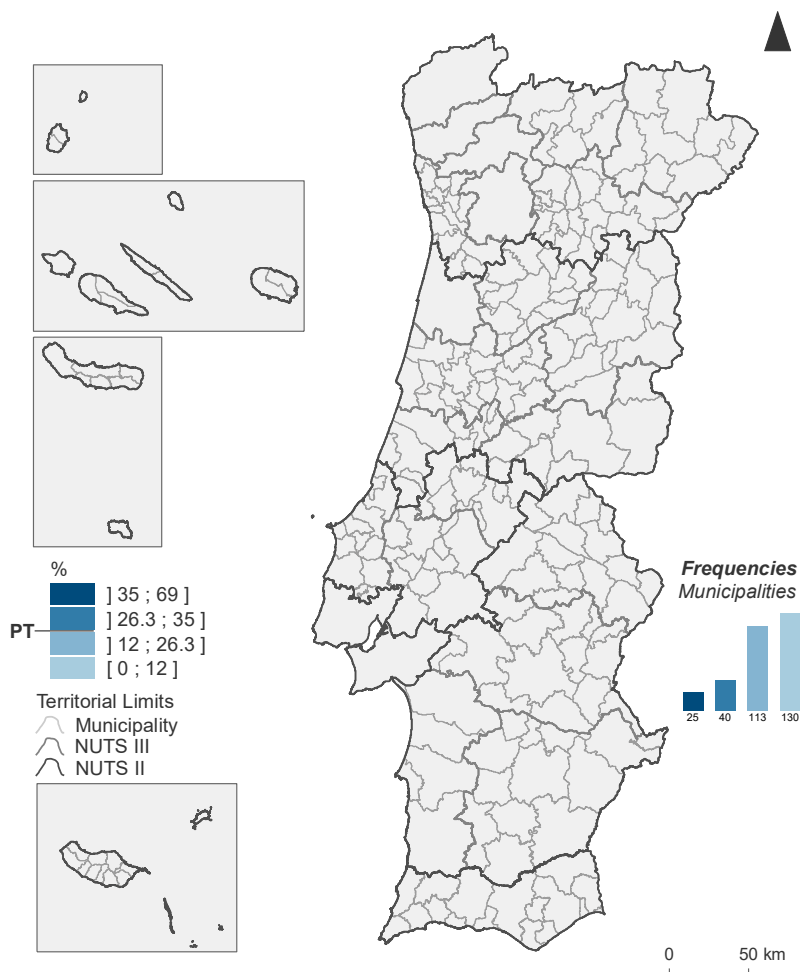 %
] 35 ; 69 ]
] 26.3 ; 35 ]
PT
] 12 ; 26.3 ]
[ 0 ; 12 ]
Territorial Limits
Municipality
NUTS III
NUTS II
Frequencies
Municipalities
25 40 113 130
0 50 km